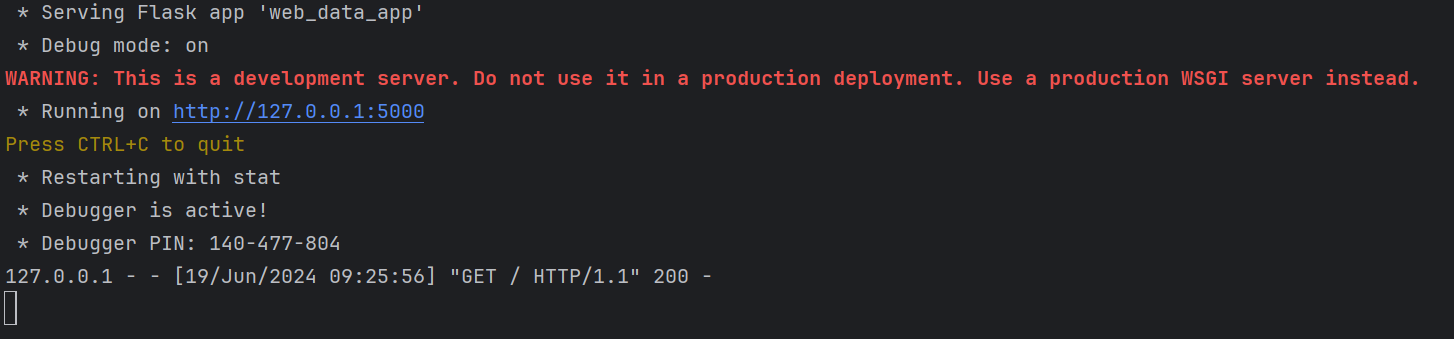 * Serving Flask app 'web_data_app'
* Debug mode: on
WARNING: This is a development server. Do not use it in a production deployment. Use a production WSGI server instead.
* Running on http://127.0.0.1:5000
Press CTRL+C to quit
* Restarting with stat
* Debugger is active!
* Debugger PIN: 140-477-804
127.0.0.1 - - [19/Jun/2024 09:25:56] "GET / HTTP/1.1" 200 -